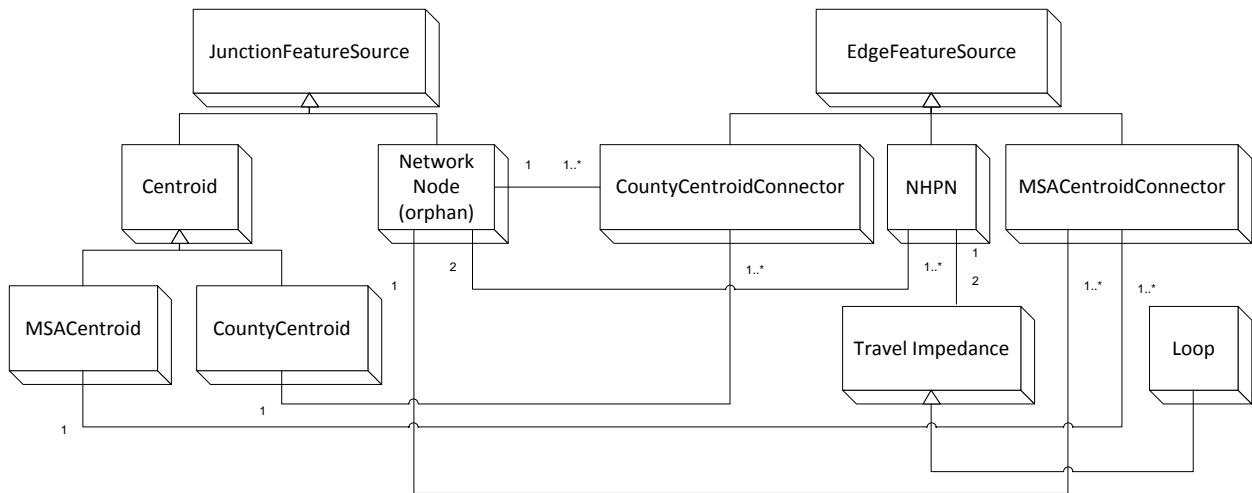 JunctionFeatureSource
EdgeFeatureSource
Centroid
Network
Node
(orphan)
1
1..*
CountyCentroidConnector
NHPN
MSACentroidConnector
1
2
1..*
1..*
1
2
1..*
1..*
MSACentroid
CountyCentroid
Travel Impedance
Loop
1
1